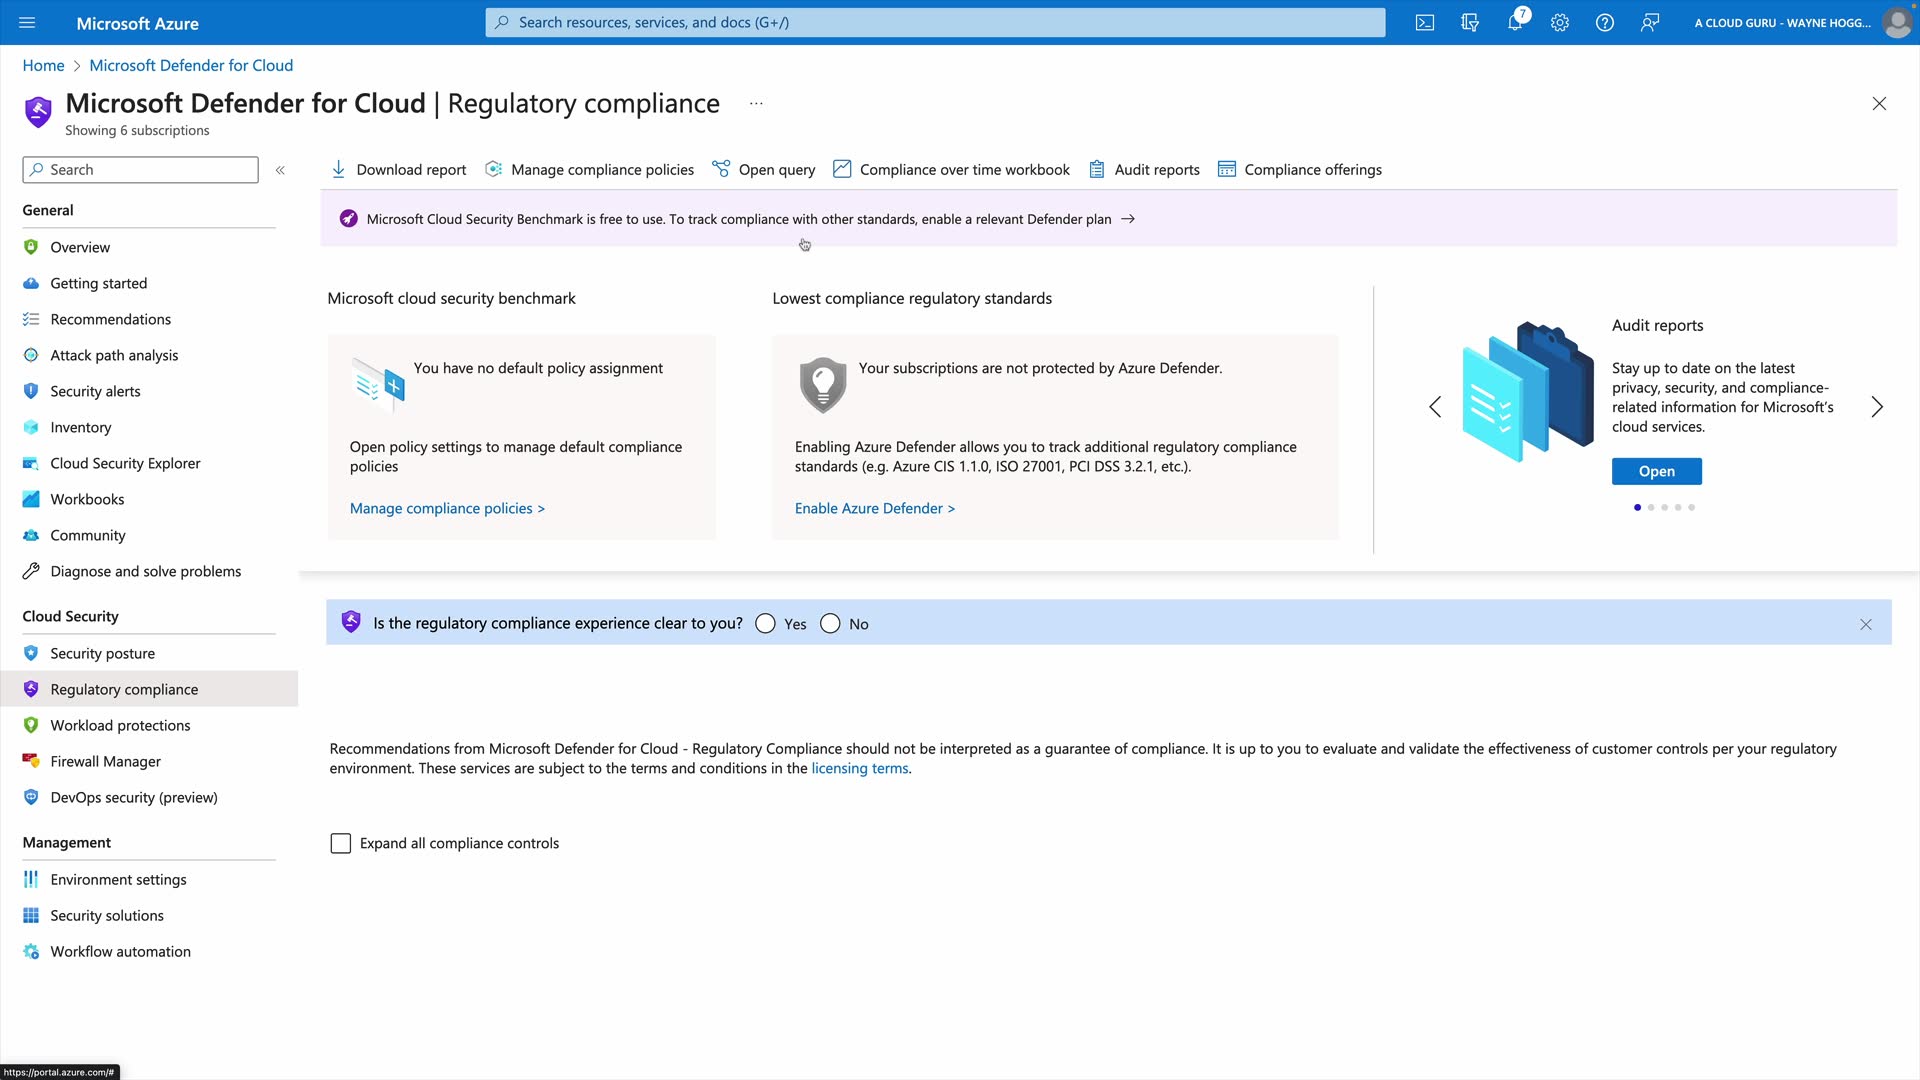 Microsoft Azure
Search resources, services, and docs (G+/)
7
A CLOUD GURU - WAYNE HOGG...
Home > Microsoft Defender for Cloud
Microsoft Defender for Cloud | Regulatory compliance ...
Showing 6 subscriptions
Search
«
Download report
Manage compliance policies
Open query
Compliance over time workbook
Audit reports
Compliance offerings
Microsoft Cloud Security Benchmark is free to use. To track compliance with other standards, enable a relevant Defender plan →
General
Overview
Getting started
Recommendations
Attack path analysis
Security alerts
Inventory
Cloud Security Explorer
Workbooks
Community
Diagnose and solve problems
Cloud Security
Security posture
Regulatory compliance
Workload protections
Firewall Manager
DevOps security (preview)
Management
Environment settings
Security solutions
Workflow automation
Microsoft cloud security benchmark
You have no default policy assignment
Open policy settings to manage default compliance
policies
Manage compliance policies >
Lowest compliance regulatory standards
Your subscriptions are not protected by Azure Defender.
Enabling Azure Defender allows you to track additional regulatory compliance
standards (e.g. Azure CIS 1.1.0, ISO 27001, PCI DSS 3.2.1, etc.).
Enable Azure Defender >
Audit reports
Stay up to date on the latest
privacy, security, and compliance-
related information for Microsoft's
cloud services.
Open
Is the regulatory compliance experience clear to you? Yes No
Recommendations from Microsoft Defender for Cloud - Regulatory Compliance should not be interpreted as a guarantee of compliance. It is up to you to evaluate and validate the effectiveness of customer controls per your regulatory
environment. These services are subject to the terms and conditions in the licensing terms.
Expand all compliance controls
https://portal.azure.com/#